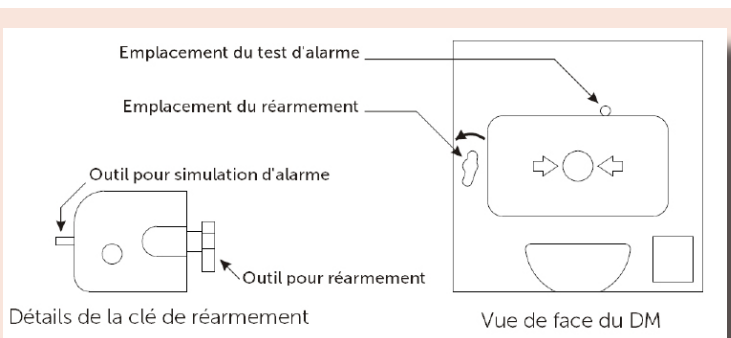 Emplacement du test d'alarme
Emplacement du réarmement
Outil pour simulation d'alarme
Outil pour réarmement
Détails de la clé de réarmement
Vue de face du DM